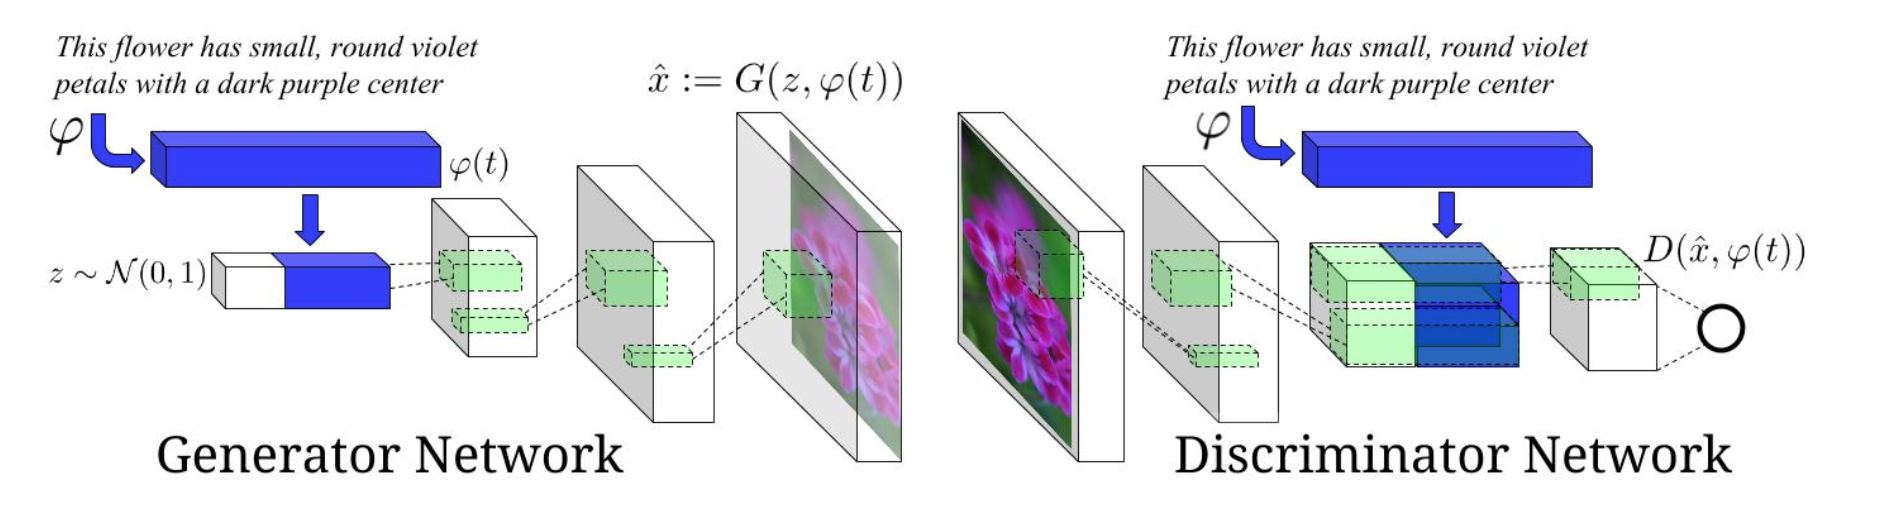 This flower has small, round violet
petals with a dark purple center
φ
φ(t)
z ∼ 𝒩(0, 1)
x̂ := G(z, φ(t))
Generator Network
This flower has small, round violet
petals with a dark purple center
φ
D(x̂, φ(t))
Discriminator Network